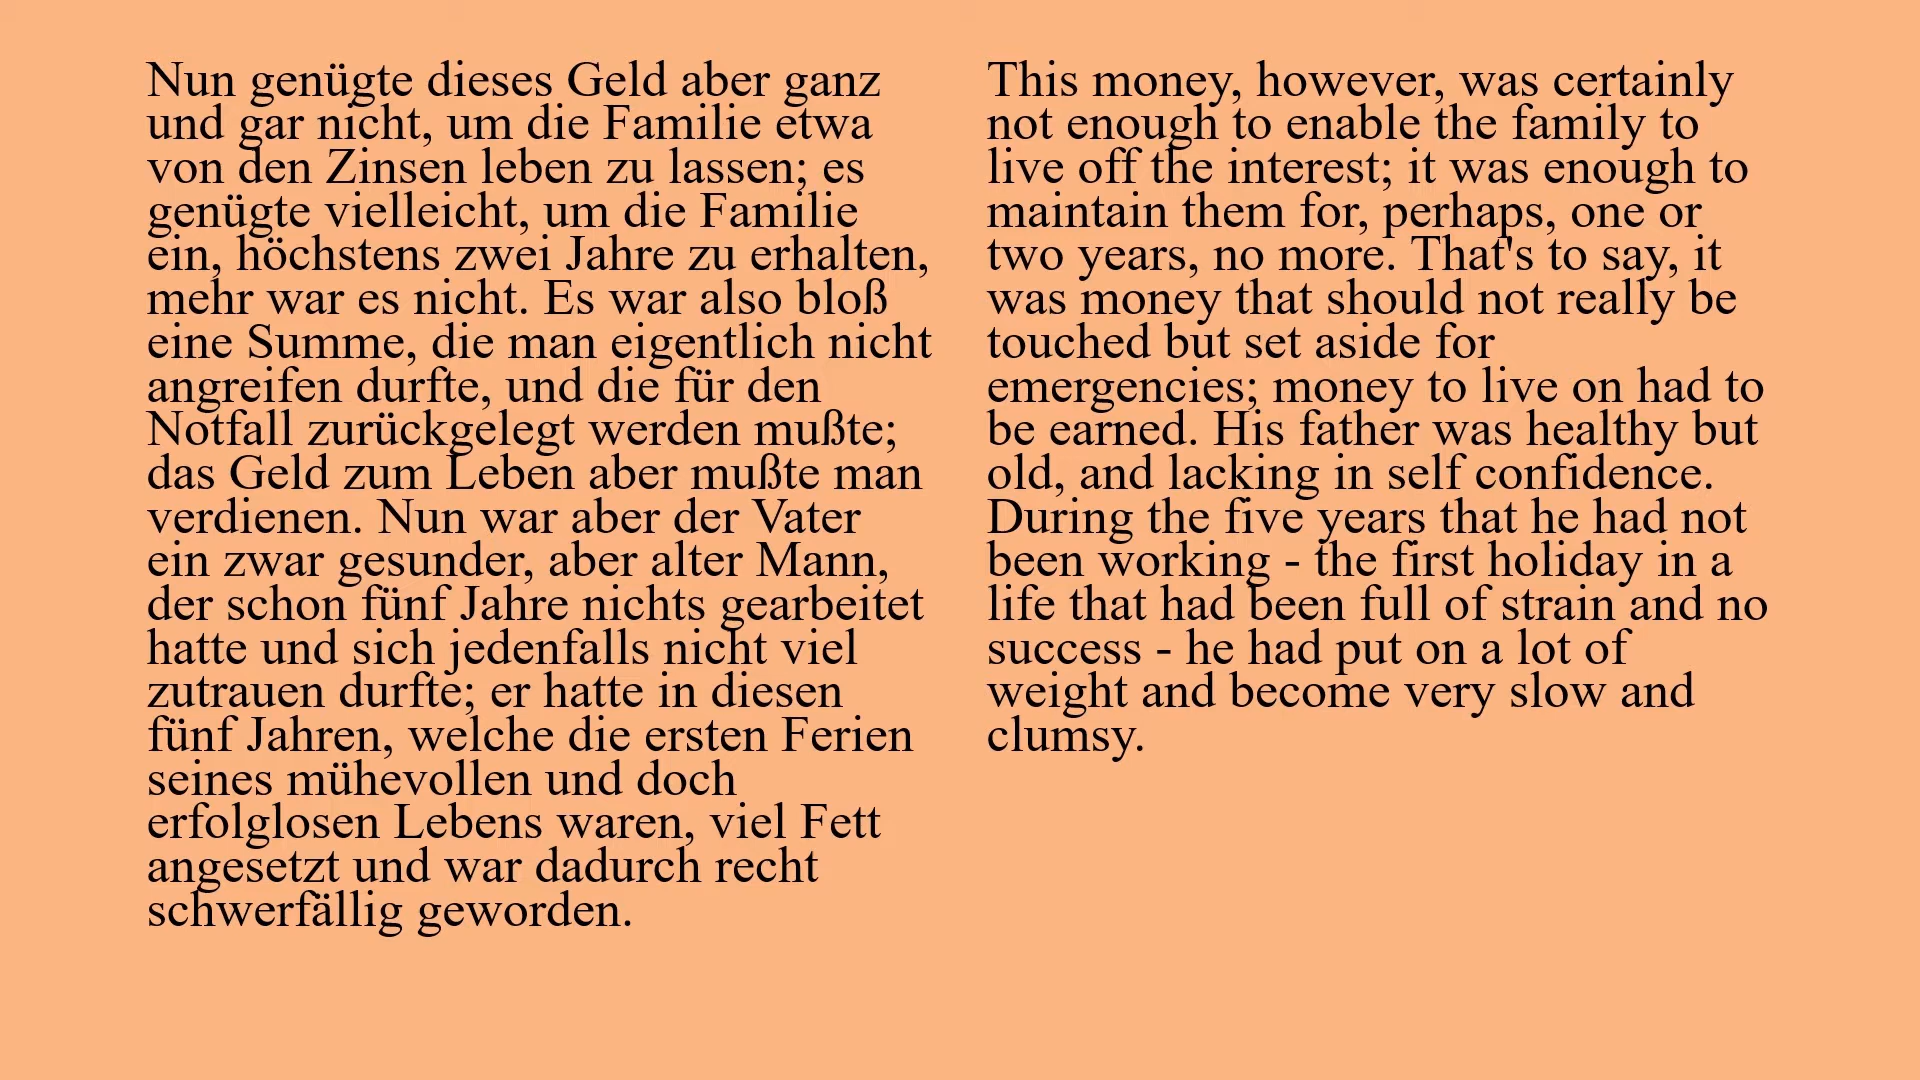 Nun genügte dieses Geld aber ganz
und gar nicht, um die Familie etwa
von den Zinsen leben zu lassen; es
genügte vielleicht, um die Familie
ein, höchstens zwei Jahre zu erhalten,
mehr war es nicht. Es war also bloß
eine Summe, die man eigentlich nicht
angreifen durfte, und die für den
Notfall zurückgelegt werden mußte;
das Geld zum Leben aber mußte man
verdienen. Nun war aber der Vater
ein zwar gesunder, aber alter Mann,
der schon fünf Jahre nichts gearbeitet
hatte und sich jedenfalls nicht viel
zutrauen durfte; er hatte in diesen
fünf Jahren, welche die ersten Ferien
seines mühevollen und doch
erfolglosen Lebens waren, viel Fett
angesetzt und war dadurch recht
schwerfällig geworden.
This money, however, was certainly
not enough to enable the family to
live off the interest; it was enough to
maintain them for, perhaps, one or
two years, no more. That's to say, it
was money that should not really be
touched but set aside for
emergencies; money to live on had to
be earned. His father was healthy but
old, and lacking in self confidence.
During the five years that he had not
been working - the first holiday in a
life that had been full of strain and no
success - he had put on a lot of
weight and become very slow and
clumsy.